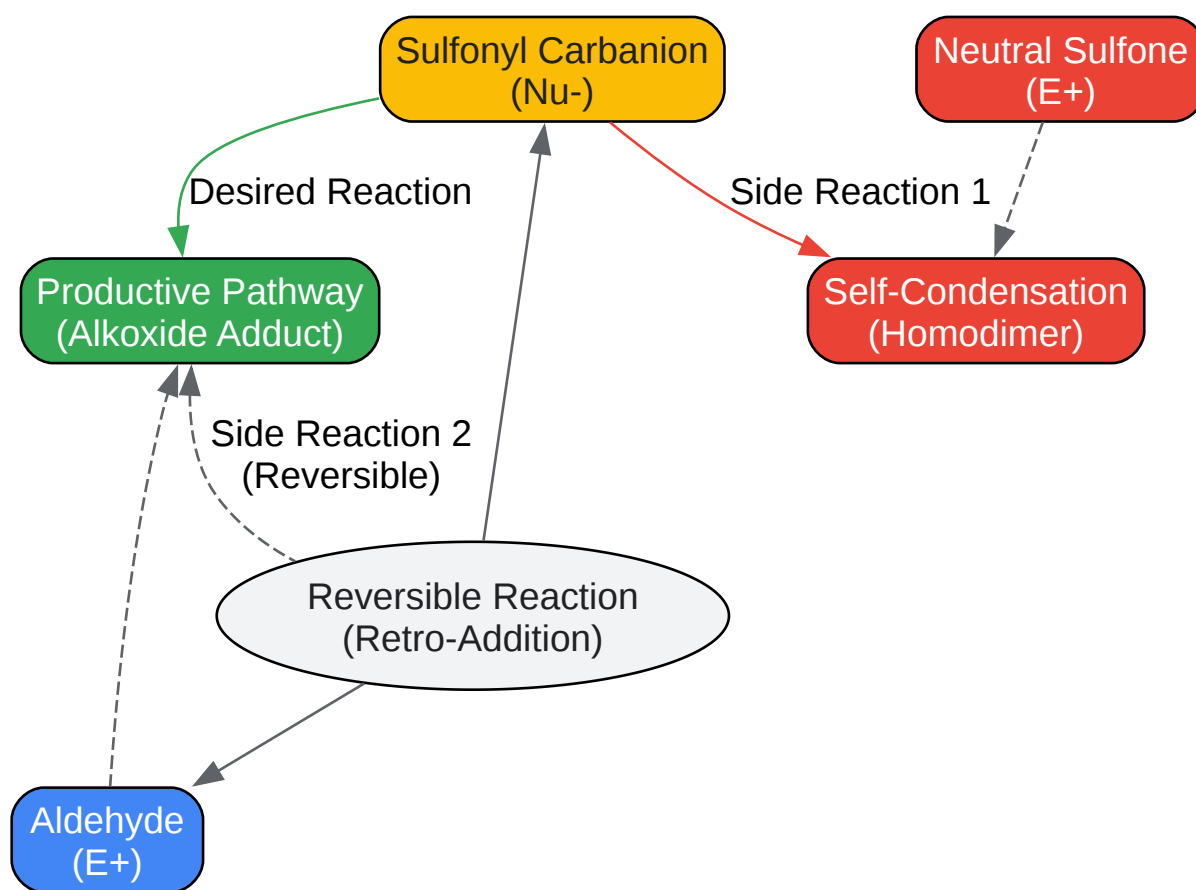 Sulfonyl Carbanion
(Nu-)
Neutral Sulfone
(E+)
Desired Reaction
Side Reaction 1
Productive Pathway
(Alkoxide Adduct)
Self-Condensation
(Homodimer)
Side Reaction 2
(Reversible)
Reversible Reaction
(Retro-Addition)
Aldehyde
(E+)